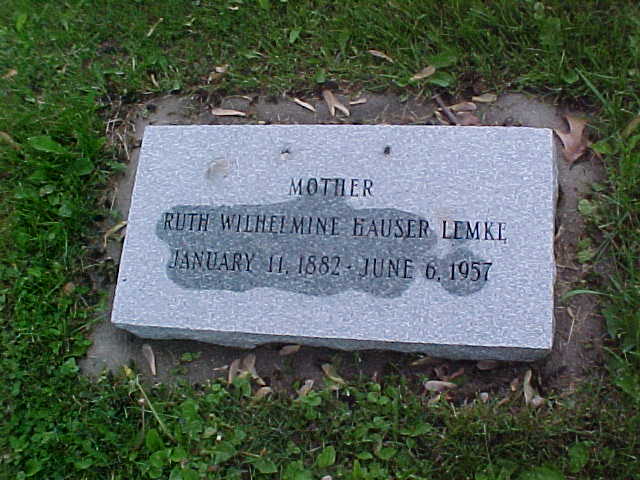 MOTHER
RUTH WILHELMINE HAUSER LEMKE
JANUARY 11, 1882 - JUNE 6, 1957